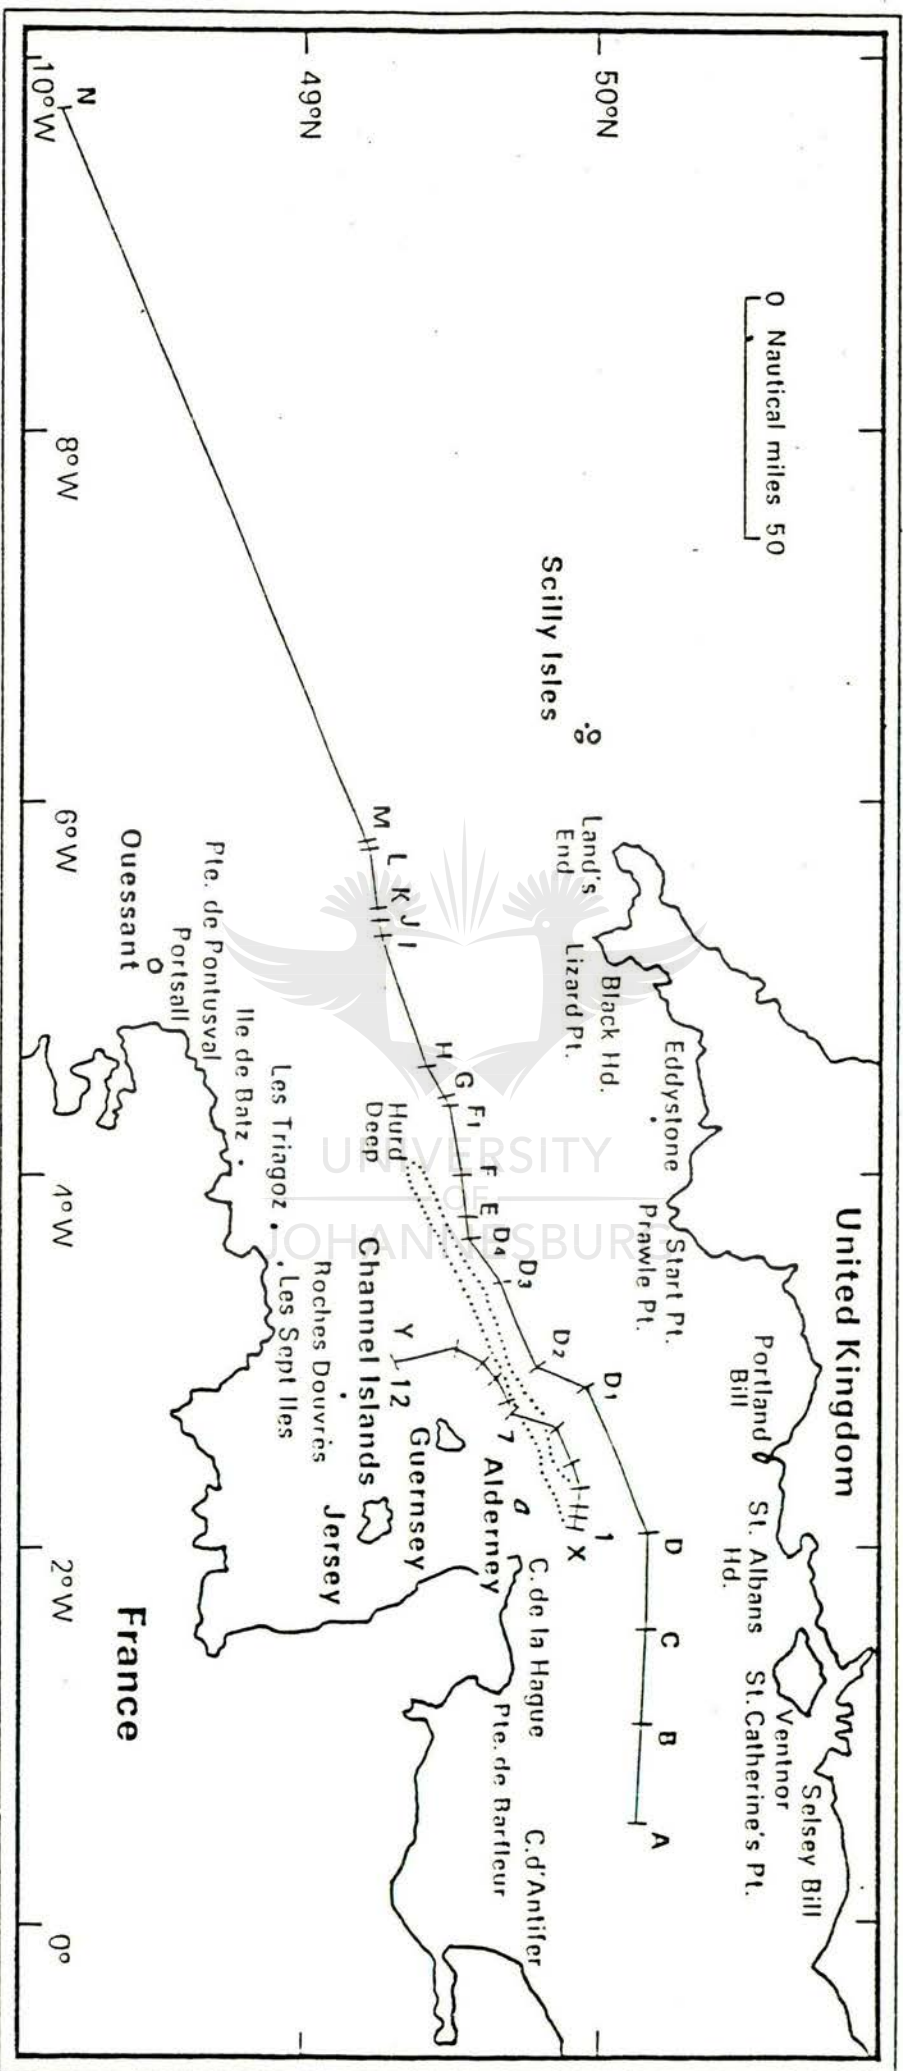 United Kingdom
0 Nautical miles 50
50°N
49°N
10°W
8°W
6°W
4°W
2°W
0°
Scilly Isles
Land's
End
Lizard Pt.
Black Hd.
Eddystone
Start Pt.
Prawle Pt.
Portland
Bill
St. Albans
Hd.
St. Catherine's Pt.
Ventnor
Selsey Bill
N
M
L
K
J
I
H
G
F1
F
E
D4
D3
D2
D1
D
C
B
A
Hurd
Deep
X
1
7
12
Y
Channel Islands
Alderney
Guernsey
Jersey
Roches Douvres
Les Sept Iles
Les Triagoz
Ile de Batz
Pte. de Pontusval
Portsall
Ouessant
C. de la Hague
Pte. de Barfleur
C. d'Antifer
France
UNIVERSITY
OF
JOHANNESBURG